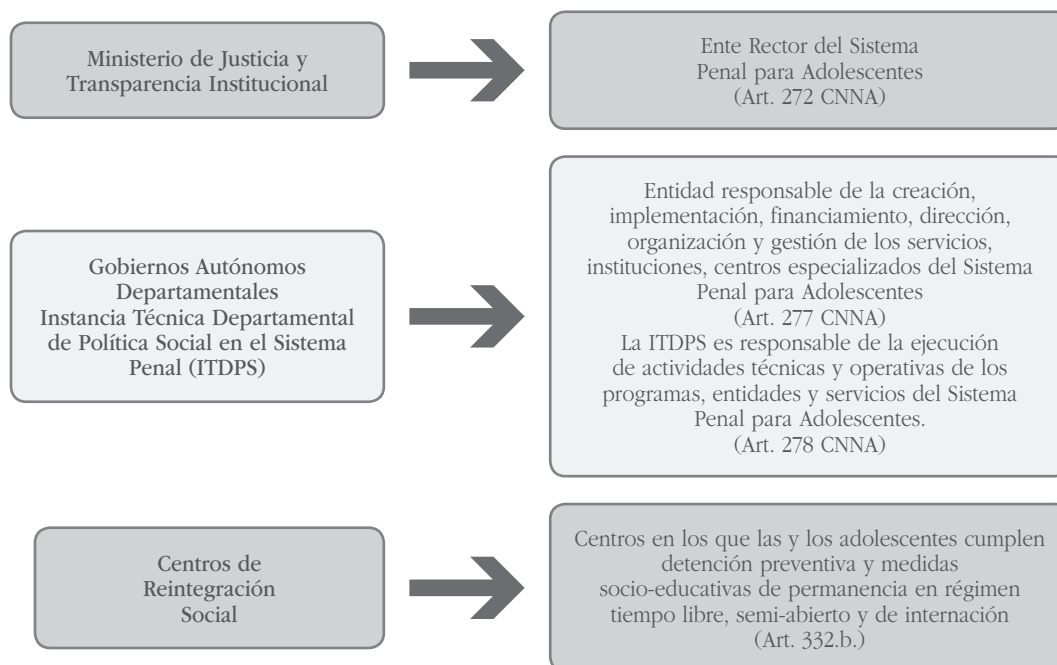 Ministerio de Justicia y
Transparencia Institucional
Ente Rector del Sistema
Penal para Adolescentes
(Art. 272 CNNA)
Gobiernos Autónomos
Departamentales
Instancia Técnica Departamental
de Política Social en el Sistema
Penal (ITDPS)
Entidad responsable de la creación,
implementación, financiamiento, dirección,
organización y gestión de los servicios,
instituciones, centros especializados del Sistema
Penal para Adolescentes
(Art. 277 CNNA)
La ITDPS es responsable de la ejecución
de actividades técnicas y operativas de los
programas, entidades y servicios del Sistema
Penal para Adolescentes.
(Art. 278 CNNA)
Centros de
Reintegración
Social
Centros en los que las y los adolescentes cumplen
detención preventiva y medidas
socio-educativas de permanencia en régimen
tiempo libre, semi-abierto y de internación
(Art. 332.b.)